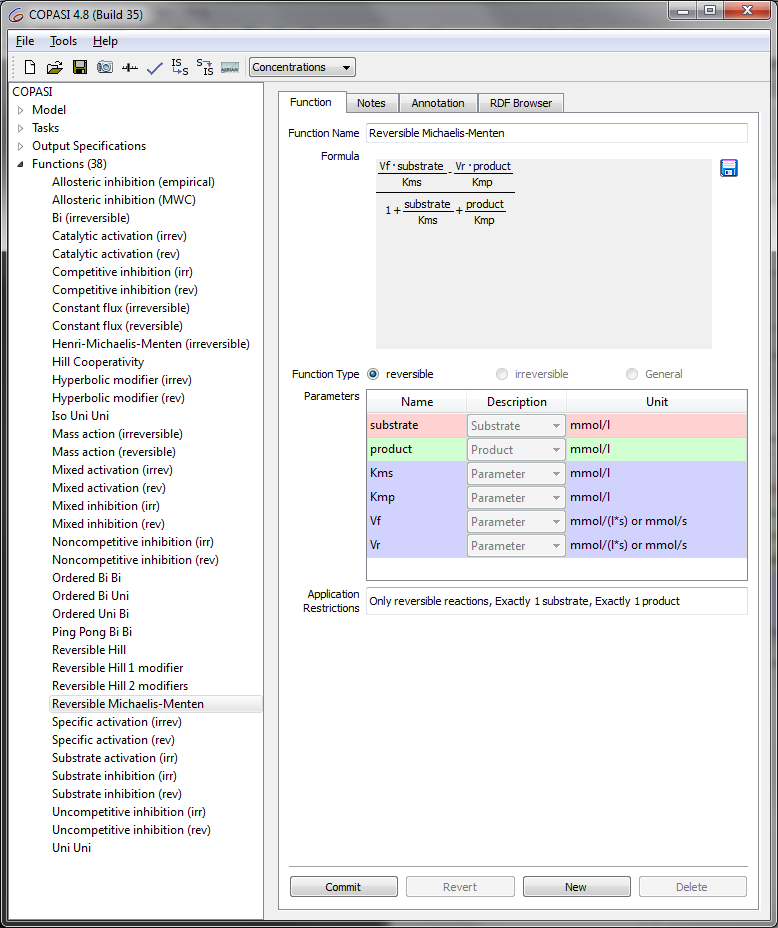 COPASI 4.8 (Build 35)
File Tools Help
IS S
S IS
Concentrations
COPASI
Model
Tasks
Output Specifications
Functions (38)
Allosteric inhibition (empirical)
Allosteric inhibition (MWC)
Bi (irreversible)
Catalytic activation (irrev)
Catalytic activation (rev)
Competitive inhibition (irr)
Competitive inhibition (rev)
Constant flux (irreversible)
Constant flux (reversible)
Henri-Michaelis-Menten (irreversible)
Hill Cooperativity
Hyperbolic modifier (irrev)
Hyperbolic modifier (rev)
Iso Uni Uni
Mass action (irreversible)
Mass action (reversible)
Mixed activation (irrev)
Mixed activation (rev)
Mixed inhibition (irr)
Mixed inhibition (rev)
Noncompetitive inhibition (irr)
Noncompetitive inhibition (rev)
Ordered Bi Bi
Ordered Bi Uni
Ordered Uni Bi
Ping Pong Bi Bi
Reversible Hill
Reversible Hill 1 modifier
Reversible Hill 2 modifiers
Reversible Michaelis-Menten
Specific activation (irrev)
Specific activation (rev)
Substrate activation (irr)
Substrate inhibition (irr)
Substrate inhibition (rev)
Uncompetitive inhibition (irr)
Uncompetitive inhibition (rev)
Uni Uni
Function Notes Annotation RDF Browser
Function Name Reversible Michaelis-Menten
Formula
Vf·substrate - Vr·product
Kms Kmp
1 + substrate + product
Kms Kmp
Function Type reversible irreversible General
Parameters
Name Description Unit
substrate Substrate mmol/l
product Product mmol/l
Kms Parameter mmol/l
Kmp Parameter mmol/l
Vf Parameter mmol/(l*s) or mmol/s
Vr Parameter mmol/(l*s) or mmol/s
Application
Restrictions
Only reversible reactions, Exactly 1 substrate, Exactly 1 product
Commit Revert New Delete